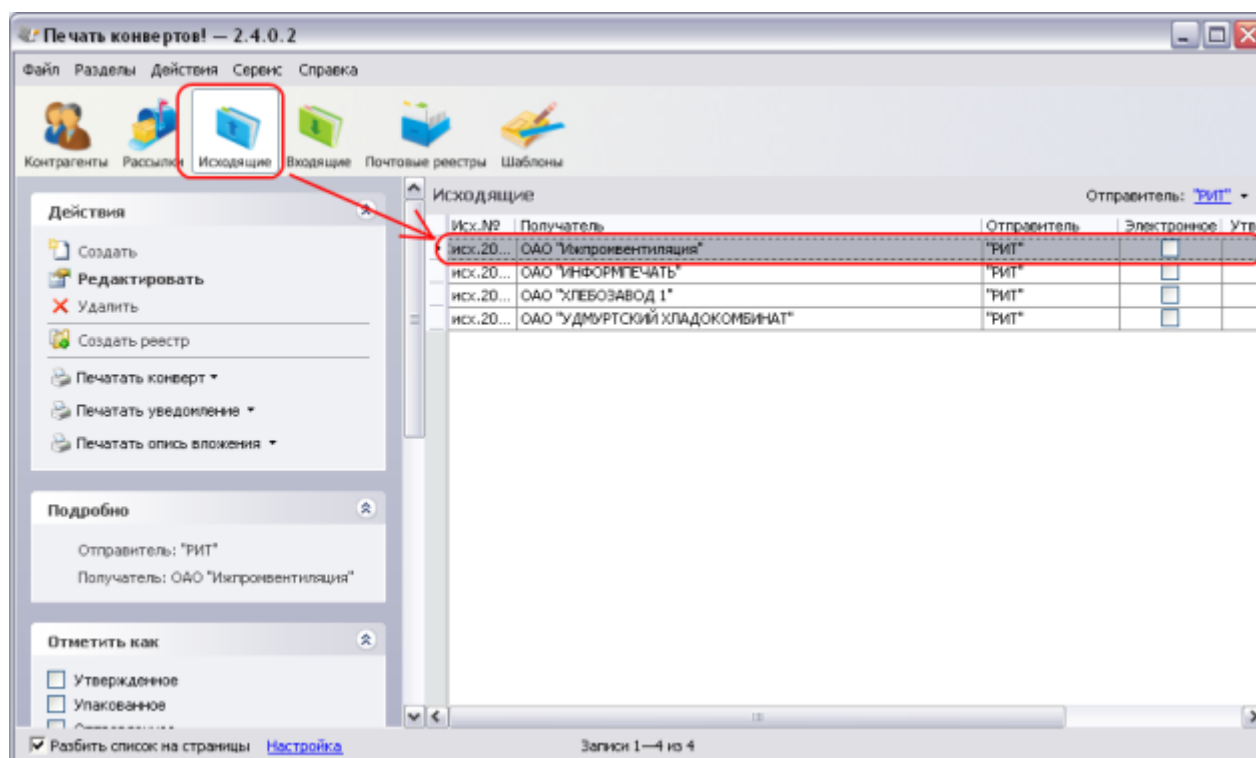 Печать конвертов! — 2.4.0.2
Файл Разделы Действия Сервис Справка
Контрагенты Рассылки Исходящие Входящие Почтовые реестры Шаблоны
Действия
Создать
Редактировать
Удалить
Создать реестр
Печатать конверт
Печатать уведомление
Печатать опись вложения
Подробно
Отправитель: "РИТ"
Получатель: ОАО "Ижпромвентиляция"
Отметить как
Утвержденное
Упакованное
Исходящие Отправитель: "РИТ"
Исх.№ Получатель Отправитель Электронное Утв
исх.20... ОАО "Ижпромвентиляция" "РИТ"
исх.20... ОАО "ИНФОРМПЕЧАТЬ" "РИТ"
исх.20... ОАО "ХЛЕБОЗАВОД 1" "РИТ"
исх.20... ОАО "УДМУРТСКИЙ ХЛАДОКОМБИНАТ" "РИТ"
Разбить список на страницы Настройка Записи 1—4 из 4